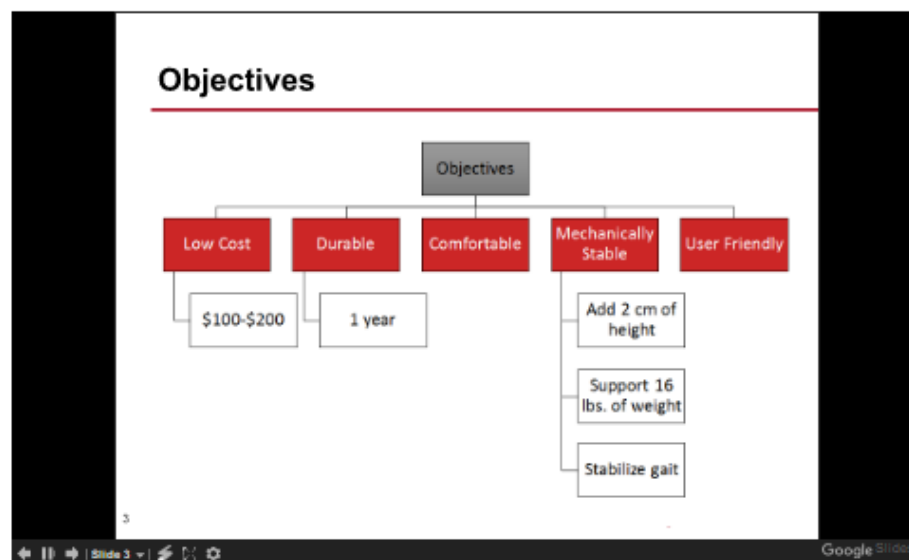 Objectives
Objectives
Low Cost
Durable
Comfortable
Mechanically
Stable
User Friendly
$100-$200
1 year
Add 2 cm of
height
Support 16
lbs. of weight
Stabilize gait
3
Slide 3
Google Slides